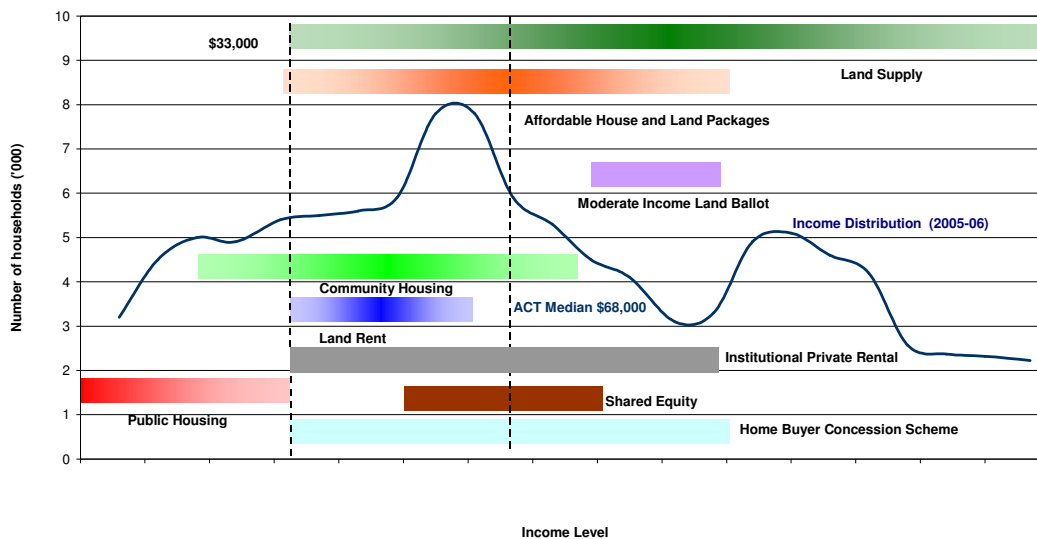 10
9
8
7
6
5
4
3
2
1
0
Number of households ('000)
$33,000
Land Supply
Affordable House and Land Packages
Moderate Income Land Ballot
Income Distribution (2005-06)
Community Housing
ACT Median $68,000
Land Rent
Institutional Private Rental
Shared Equity
Public Housing
Home Buyer Concession Scheme
Income Level